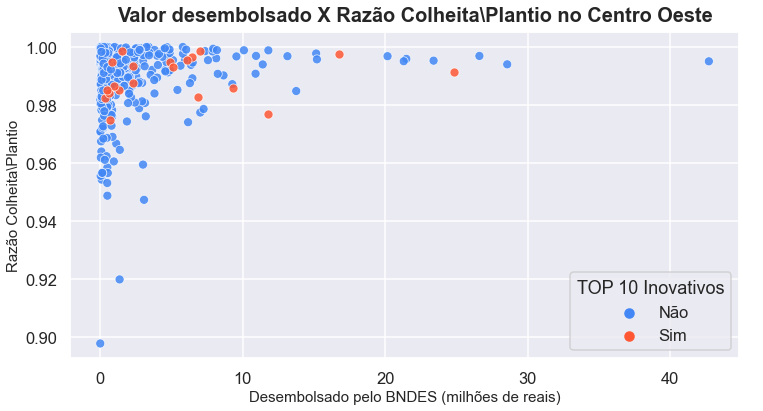 Valor desembolsado X Razão Colheita\Plantio no Centro Oeste
Razão Colheita\Plantio
1.00
0.98
0.96
0.94
0.92
0.90
TOP 10 Inovativos
Não
Sim
0
10
20
30
40
Desembolsado pelo BNDES (milhões de reais)